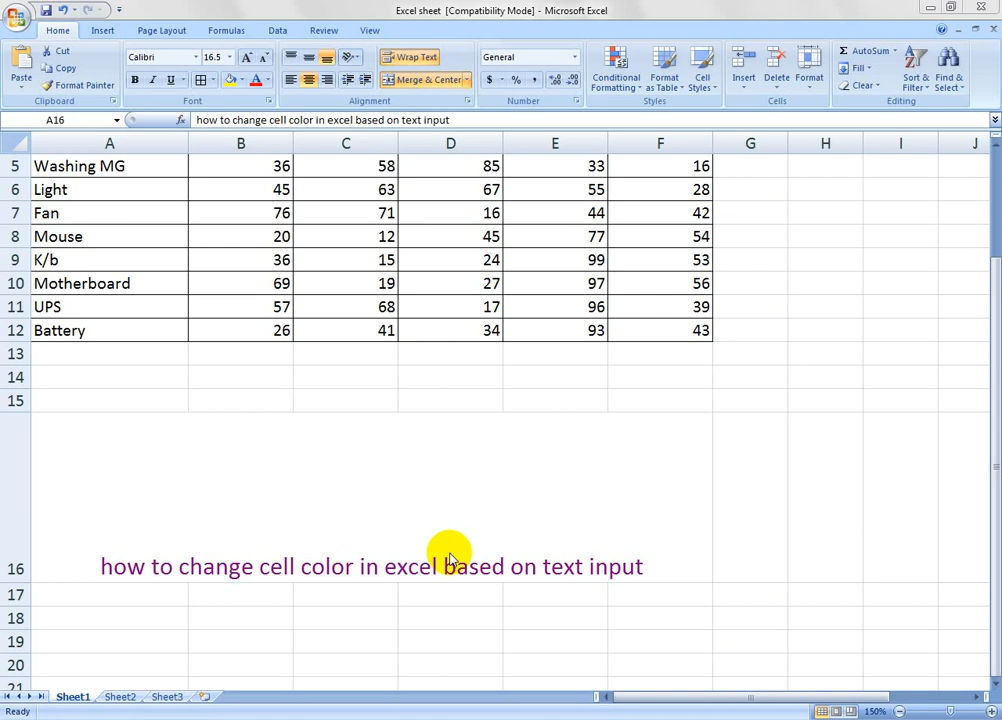 Excel sheet [Compatibility Mode] - Microsoft Excel
Home Insert Page Layout Formulas Data Review View
Paste Cut Copy Format Painter Clipboard
Calibri 16.5 B I U A A A Font
Wrap Text Merge & Center Alignment
General $ % , .0 .00 .00 .0 Number
Conditional Formatting Format as Table Cell Styles Styles
Insert Delete Format Cells
Σ AutoSum Fill Clear Sort & Filter Find & Select Editing
A16 fx how to change cell color in excel based on text input
A B C D E F G H I J
5 Washing MG 36 58 85 33 16
6 Light 45 63 67 55 28
7 Fan 76 71 16 44 42
8 Mouse 20 12 45 77 54
9 K/b 36 15 24 99 53
10 Motherboard 69 19 27 97 56
11 UPS 57 68 17 96 39
12 Battery 26 41 34 93 43
13
14
15
16 how to change cell color in excel based on text input
17
18
19
20
21
Sheet1 Sheet2 Sheet3
Ready 150%